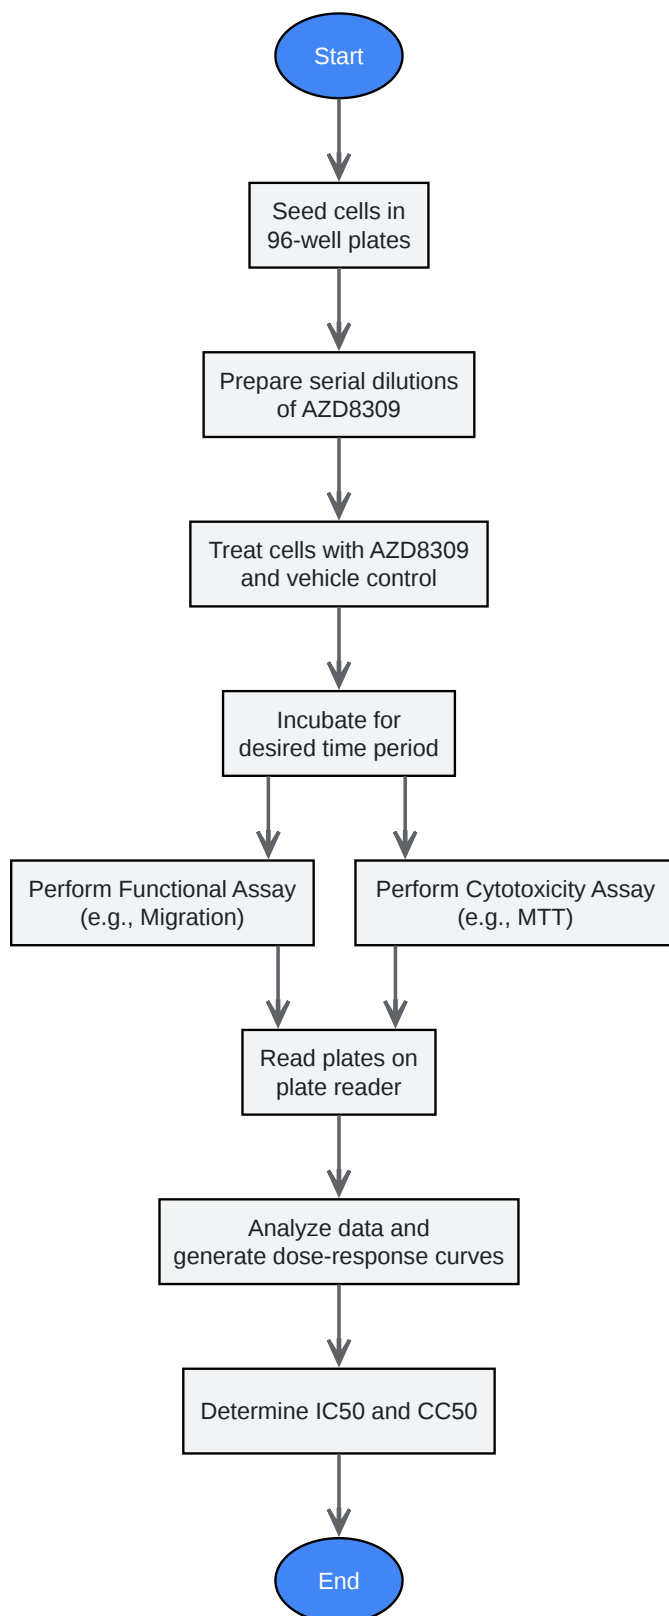 Start
Seed cells in
96-well plates
Prepare serial dilutions
of AZD8309
Treat cells with AZD8309
and vehicle control
Incubate for
desired time period
Perform Functional Assay
(e.g., Migration)
Perform Cytotoxicity Assay
(e.g., MTT)
Read plates on
plate reader
Analyze data and
generate dose-response curves
Determine IC50 and CC50
End